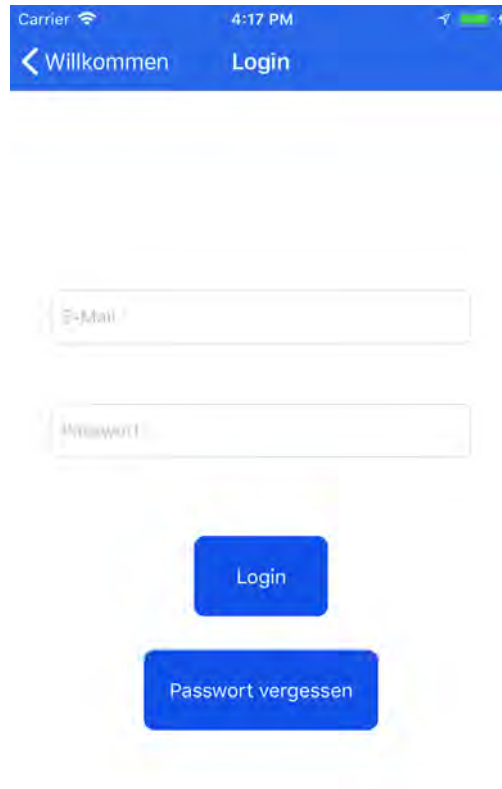 Carrier 4:17 PM
Willkommen Login
E-Mail
Passwort
Login
Passwort vergessen